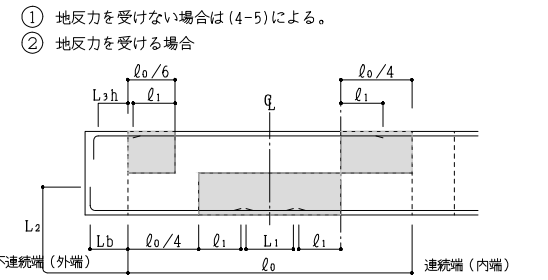 ① 地反力を受けない場合は(4-5)による。
② 地反力を受ける場合
ℓ₀/6 ℓ₀/4
L₃h ℓ₁ ℄ ℓ₁
L₂
Lb ℓ₀/4 ℓ₁ L₁ ℓ₁
不連続端(外端) ℓ₀ 連続端(内端)